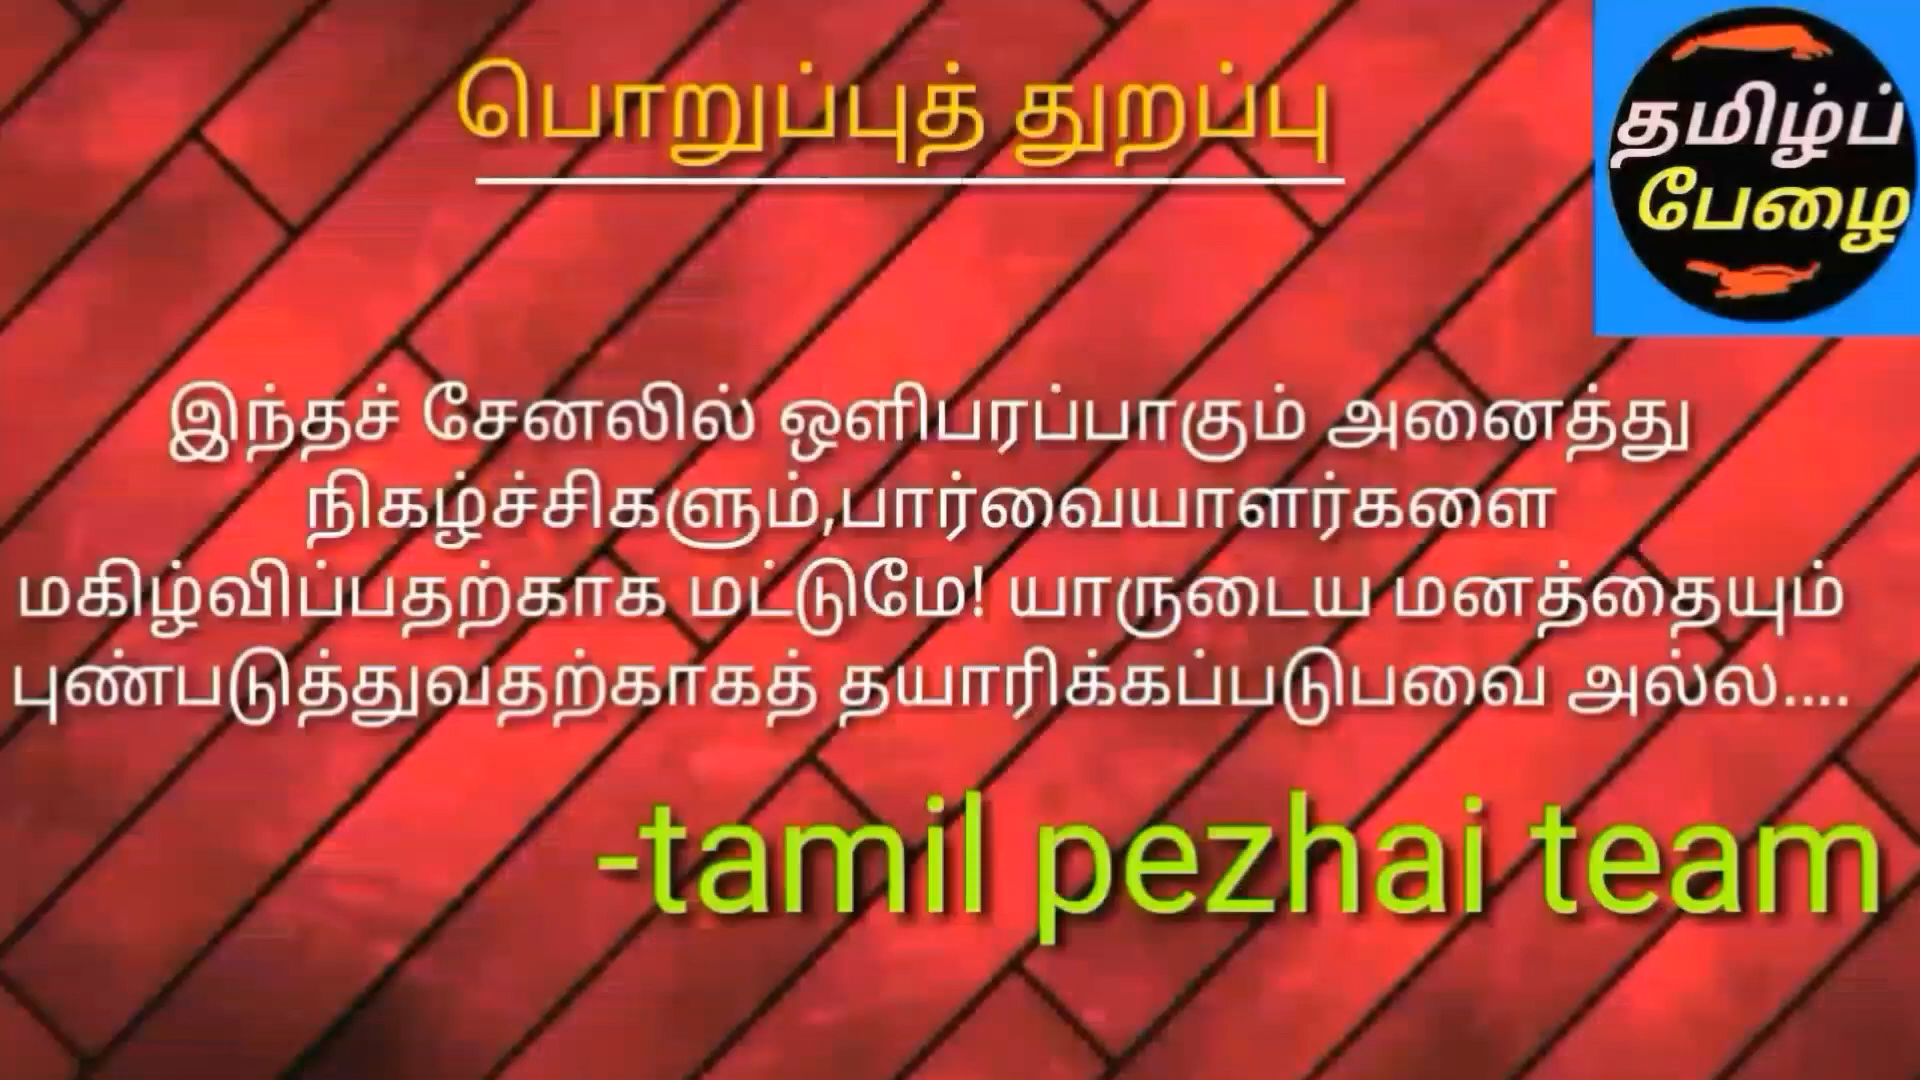 பொறுப்புத் துறப்பு
தமிழ்ப்
பேழை
இந்தச் சேனலில் ஒளிபரப்பாகும் அனைத்து
நிகழ்ச்சிகளும்,பார்வையாளர்களை
மகிழ்விப்பதற்காக மட்டுமே! யாருடைய மனத்தையும்
புண்படுத்துவதற்காகத் தயாரிக்கப்படுபவை அல்ல....
-tamil pezhai team